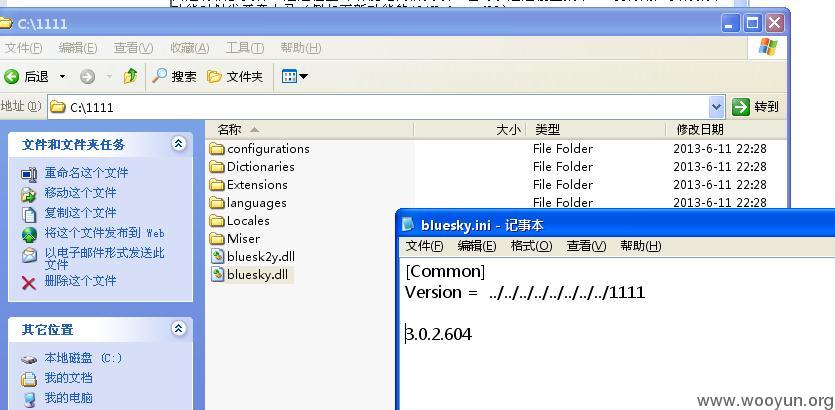 C:\1111
文件(F) 编辑(E) 查看(V) 收藏(A) 工具(T) 帮助(H)
后退 搜索 文件夹
地址(D) C:\1111 转到
文件和文件夹任务
重命名这个文件
移动这个文件
复制这个文件
将这个文件发布到 Web
以电子邮件形式发送此
文件
删除这个文件
其它位置
本地磁盘 (C:)
我的文档
我的电脑
名称 大小 类型 修改日期
configurations File Folder 2013-6-11 22:28
Dictionaries File Folder 2013-6-11 22:28
Extensions File Folder 2013-6-11 22:28
languages File Folder 2013-6-11 22:28
Locales File Folder 2013-6-11 22:28
Miser
bluesk2y.dll
bluesky.dll
bluesky.ini - 记事本
文件(F) 编辑(E) 格式(O) 查看(V) 帮助(H)
[Common]
Version = ../../../../../../../../1111
3.0.2.604
www.wooyun.org